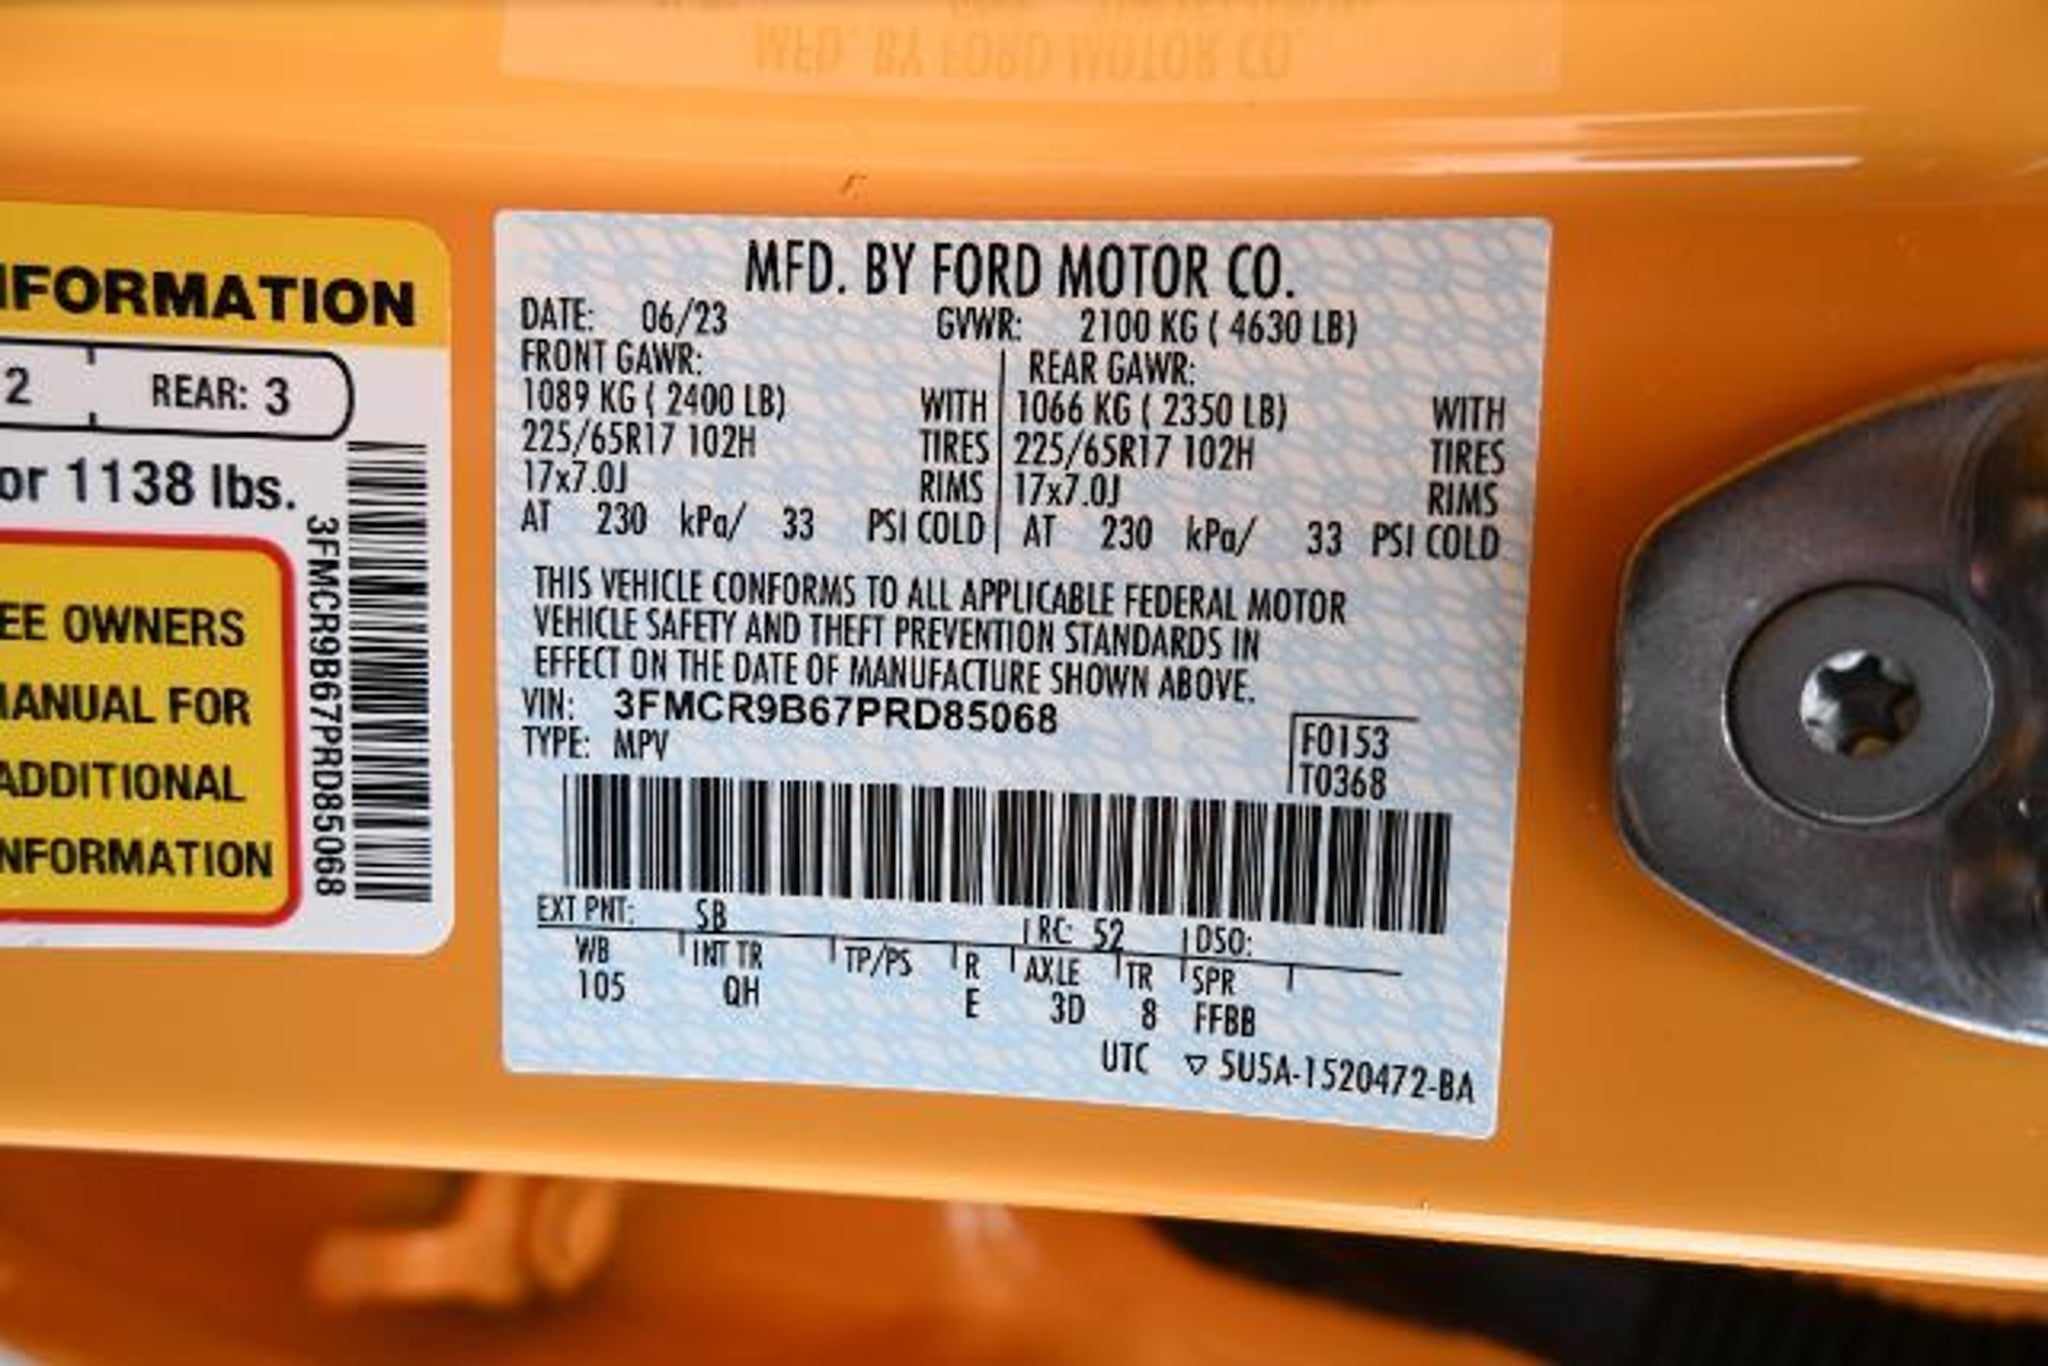 NFORMATION
2 REAR: 3
or 1138 lbs.
EE OWNERS
MANUAL FOR
ADDITIONAL
NFORMATION
3FMCR9B67PRD85068
MFD. BY FORD MOTOR CO.
DATE: 06/23 GVWR: 2100 KG ( 4630 LB)
FRONT GAWR: REAR GAWR:
1089 KG ( 2400 LB) WITH 1066 KG ( 2350 LB) WITH
225/65R17 102H TIRES 225/65R17 102H TIRES
17x7.0J RIMS 17x7.0J RIMS
AT 230 kPa/ 33 PSI COLD AT 230 kPa/ 33 PSI COLD
THIS VEHICLE CONFORMS TO ALL APPLICABLE FEDERAL MOTOR
VEHICLE SAFETY AND THEFT PREVENTION STANDARDS IN
EFFECT ON THE DATE OF MANUFACTURE SHOWN ABOVE.
VIN: 3FMCR9B67PRD85068
TYPE: MPV
F0153
T0368
EXT PNT: SB RC: 52 DSO:
WB INT TR TP/PS R AXLE TR SPR
105 QH E 3D 8 FFBB
UTC ▽ 5U5A-1520472-BA